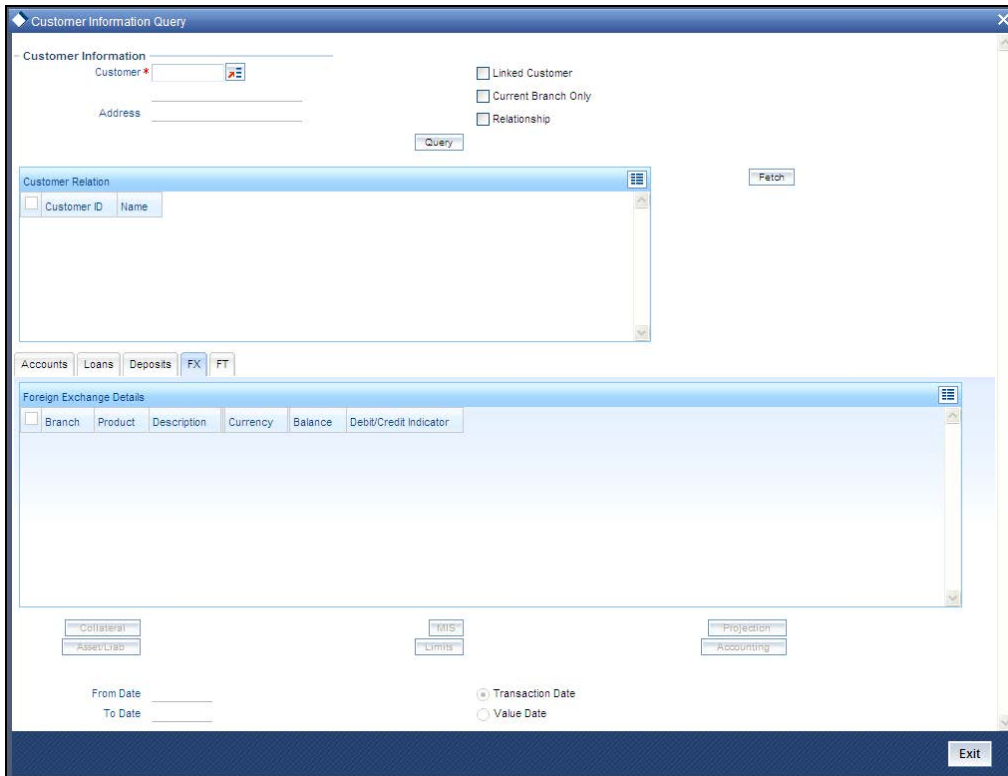 Customer Information Query
Customer Information
Customer *
Linked Customer
Current Branch Only
Address
Relationship
Query
Customer Relation
Fetch
Customer ID Name
Accounts Loans Deposits FX FT
Foreign Exchange Details
Branch Product Description Currency Balance Debit/Credit Indicator
Collateral MIS Projection
Asset/Liab Limits Accounting
From Date Transaction Date
To Date Value Date
Exit